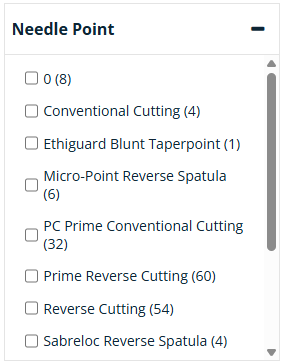 Needle Point
0 (8)
Conventional Cutting (4)
Ethiguard Blunt Taperpoint (1)
Micro-Point Reverse Spatula
(6)
PC Prime Conventional Cutting
(32)
Prime Reverse Cutting (60)
Reverse Cutting (54)
Sabreloc Reverse Spatula (4)